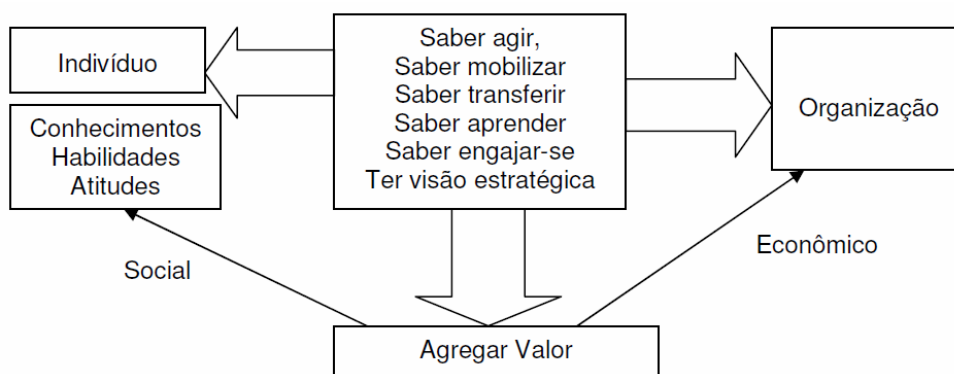 Indivíduo
Conhecimentos
Habilidades
Atitudes
Saber agir,
Saber mobilizar
Saber transferir
Saber aprender
Saber engajar-se
Ter visão estratégica
Organização
Social
Econômico
Agregar Valor